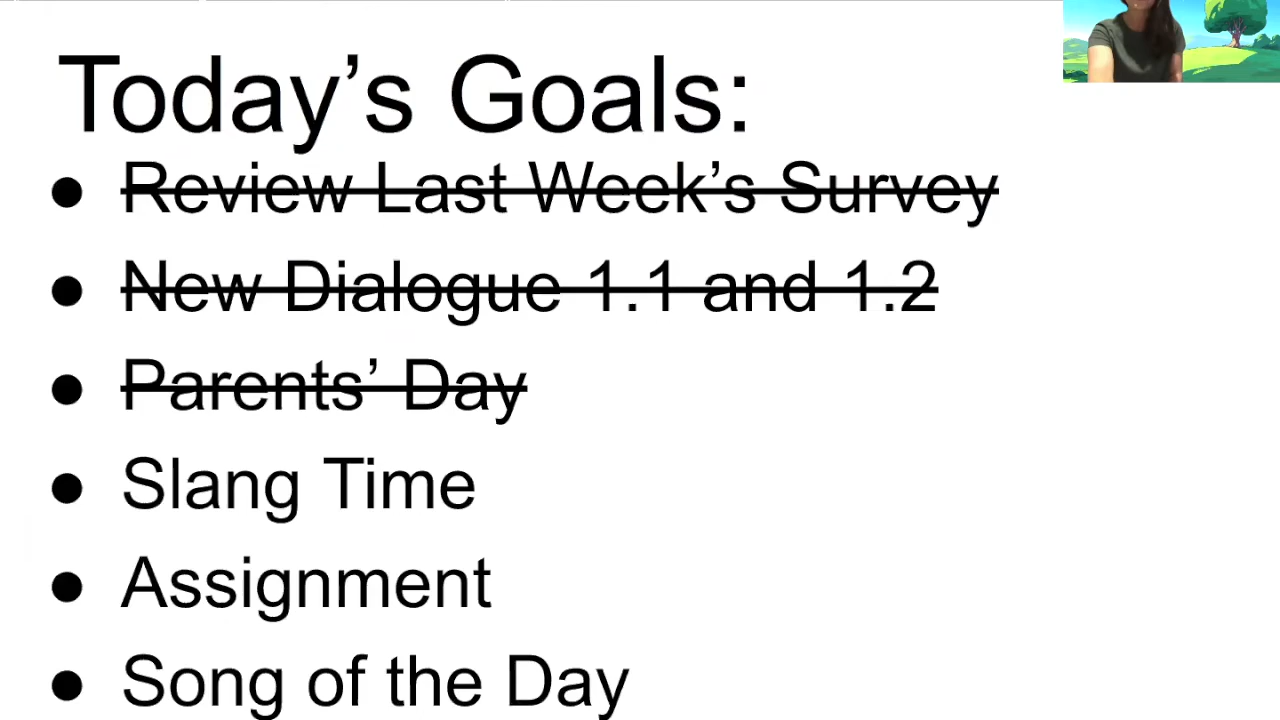 Today’s Goals:
● Review Last Week’s Survey
● New Dialogue 1.1 and 1.2
● Parents’ Day
● Slang Time
● Assignment
● Song of the Day